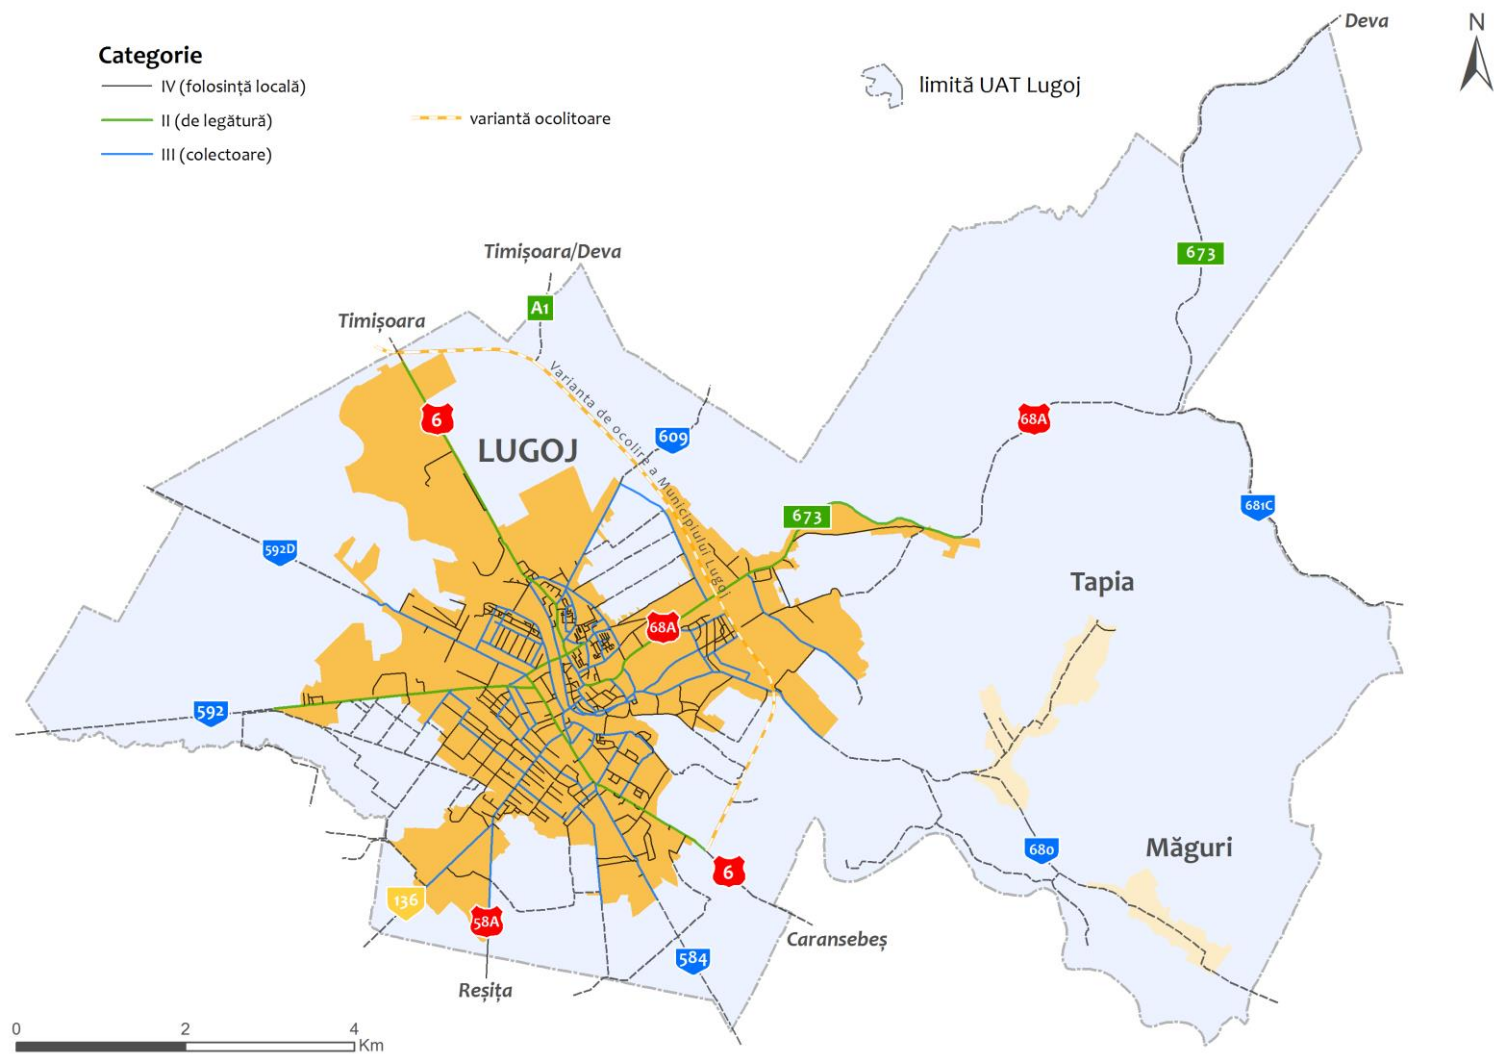 Deva
N
Categorie
IV (folosință locală)
limită UAT Lugoj
II (de legătură)
variantă ocolitoare
III (colectoare)
Timișoara/Deva
673
A1
Timișoara
6
68A
LUGOJ
609
Varianta de ocolire a Municipiului Lugoj
673
681C
592D
Tapia
68A
592
680
Măguri
6
136
58A
Caransebeș
584
Reșița
0 2 4
Km